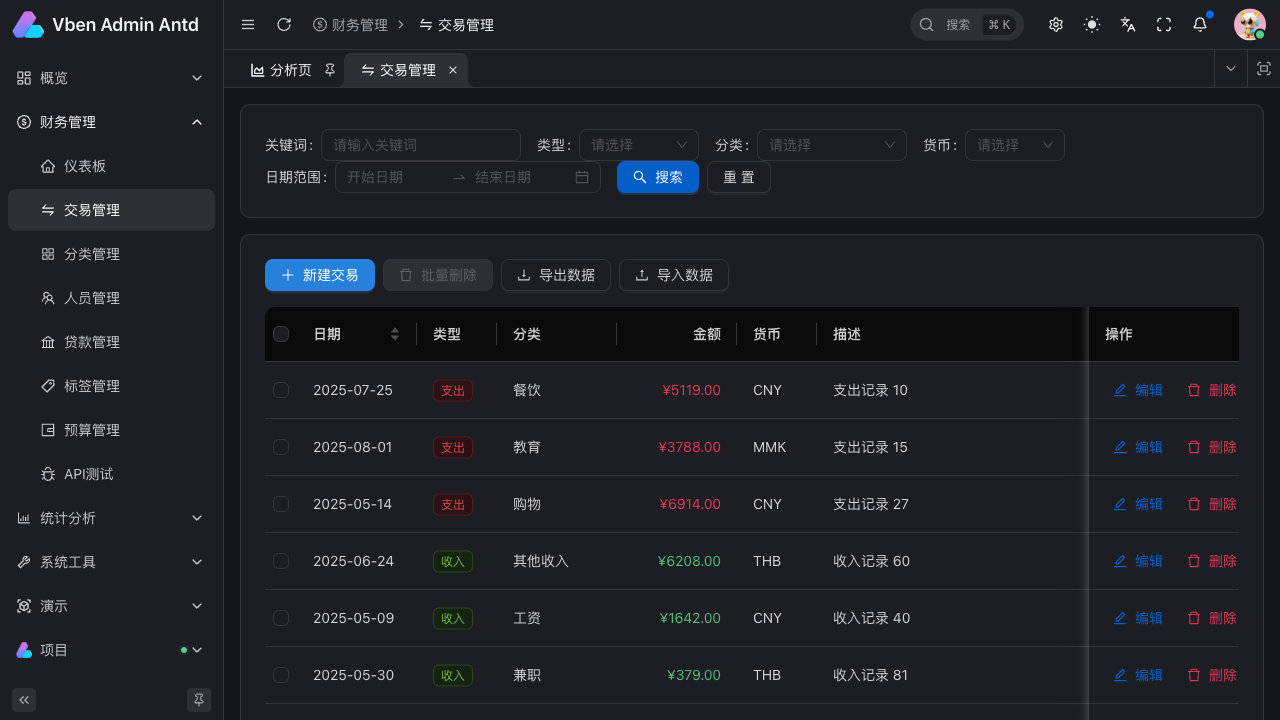 Vben Admin Antd
概览
财务管理
仪表板
交易管理
分类管理
人员管理
贷款管理
标签管理
预算管理
API测试
统计分析
系统工具
演示
项目
财务管理 交易管理
搜索 ⌘ K
分析页 交易管理
关键词: 请输入关键词 类型: 请选择 分类: 请选择 货币: 请选择
日期范围: 开始日期 结束日期 搜索 重 置
新建交易 批量删除 导出数据 导入数据
日期 类型 分类 金额 货币 描述 操作
2025-07-25 支出 餐饮 ¥5119.00 CNY 支出记录 10 编辑 删除
2025-08-01 支出 教育 ¥3788.00 MMK 支出记录 15 编辑 删除
2025-05-14 支出 购物 ¥6914.00 CNY 支出记录 27 编辑 删除
2025-06-24 收入 其他收入 ¥6208.00 THB 收入记录 60 编辑 删除
2025-05-09 收入 工资 ¥1642.00 CNY 收入记录 40 编辑 删除
2025-05-30 收入 兼职 ¥379.00 THB 收入记录 81 编辑 删除